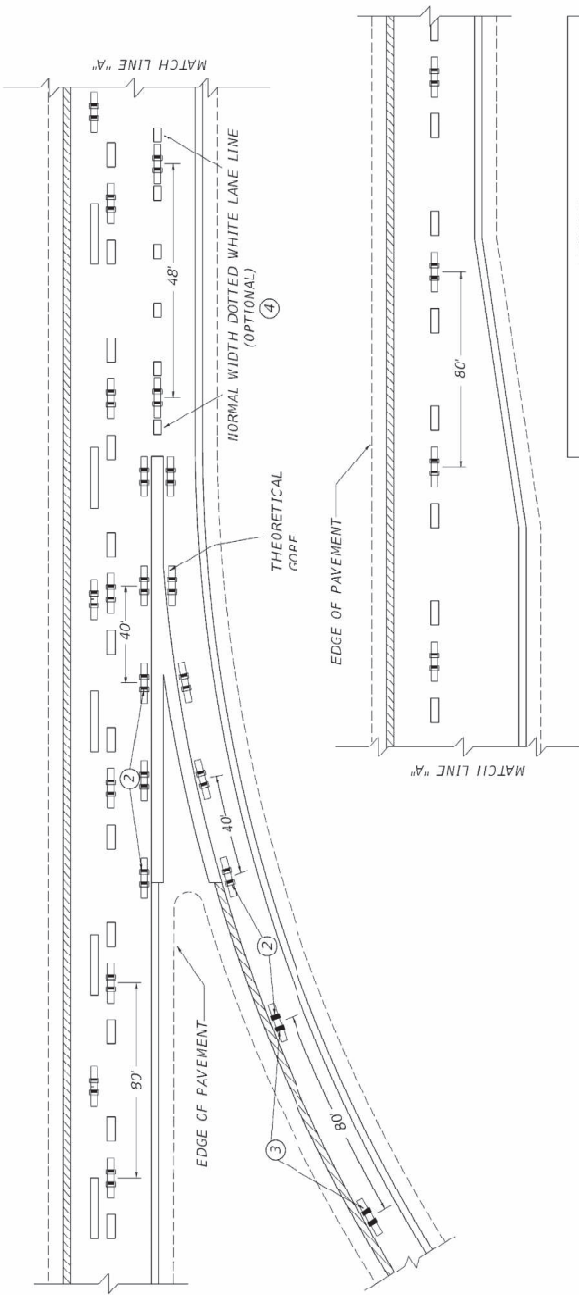 MATCH LINE "A"
NORMAL WIDTH DOTTED WHITE LANE LINE
(OPTIONAL)
4
48'
THEORETICAL
GORE
40'
2
40'
2
EDGE OF PAVEMENT
80'
3
80'
EDGE OF PAVEMENT
80'
MATCH LINE "A"